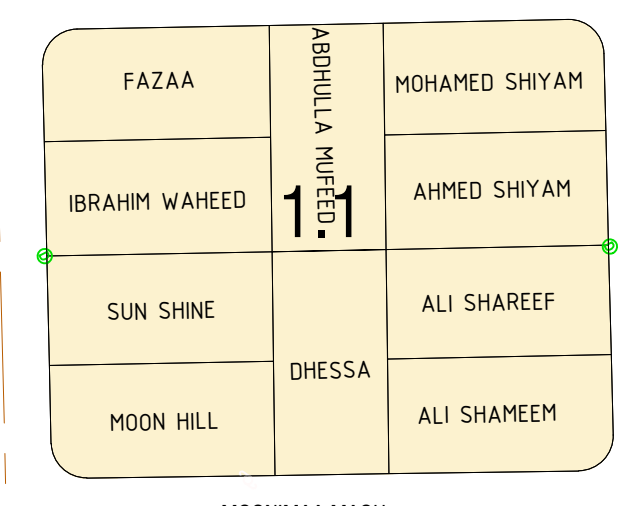 FAZAA
ABDHULLA MUFEED
MOHAMED SHIYAM
IBRAHIM WAHEED
1.1
AHMED SHIYAM
SUN SHINE
ALI SHAREEF
DHESSA
MOON HILL
ALI SHAMEEM